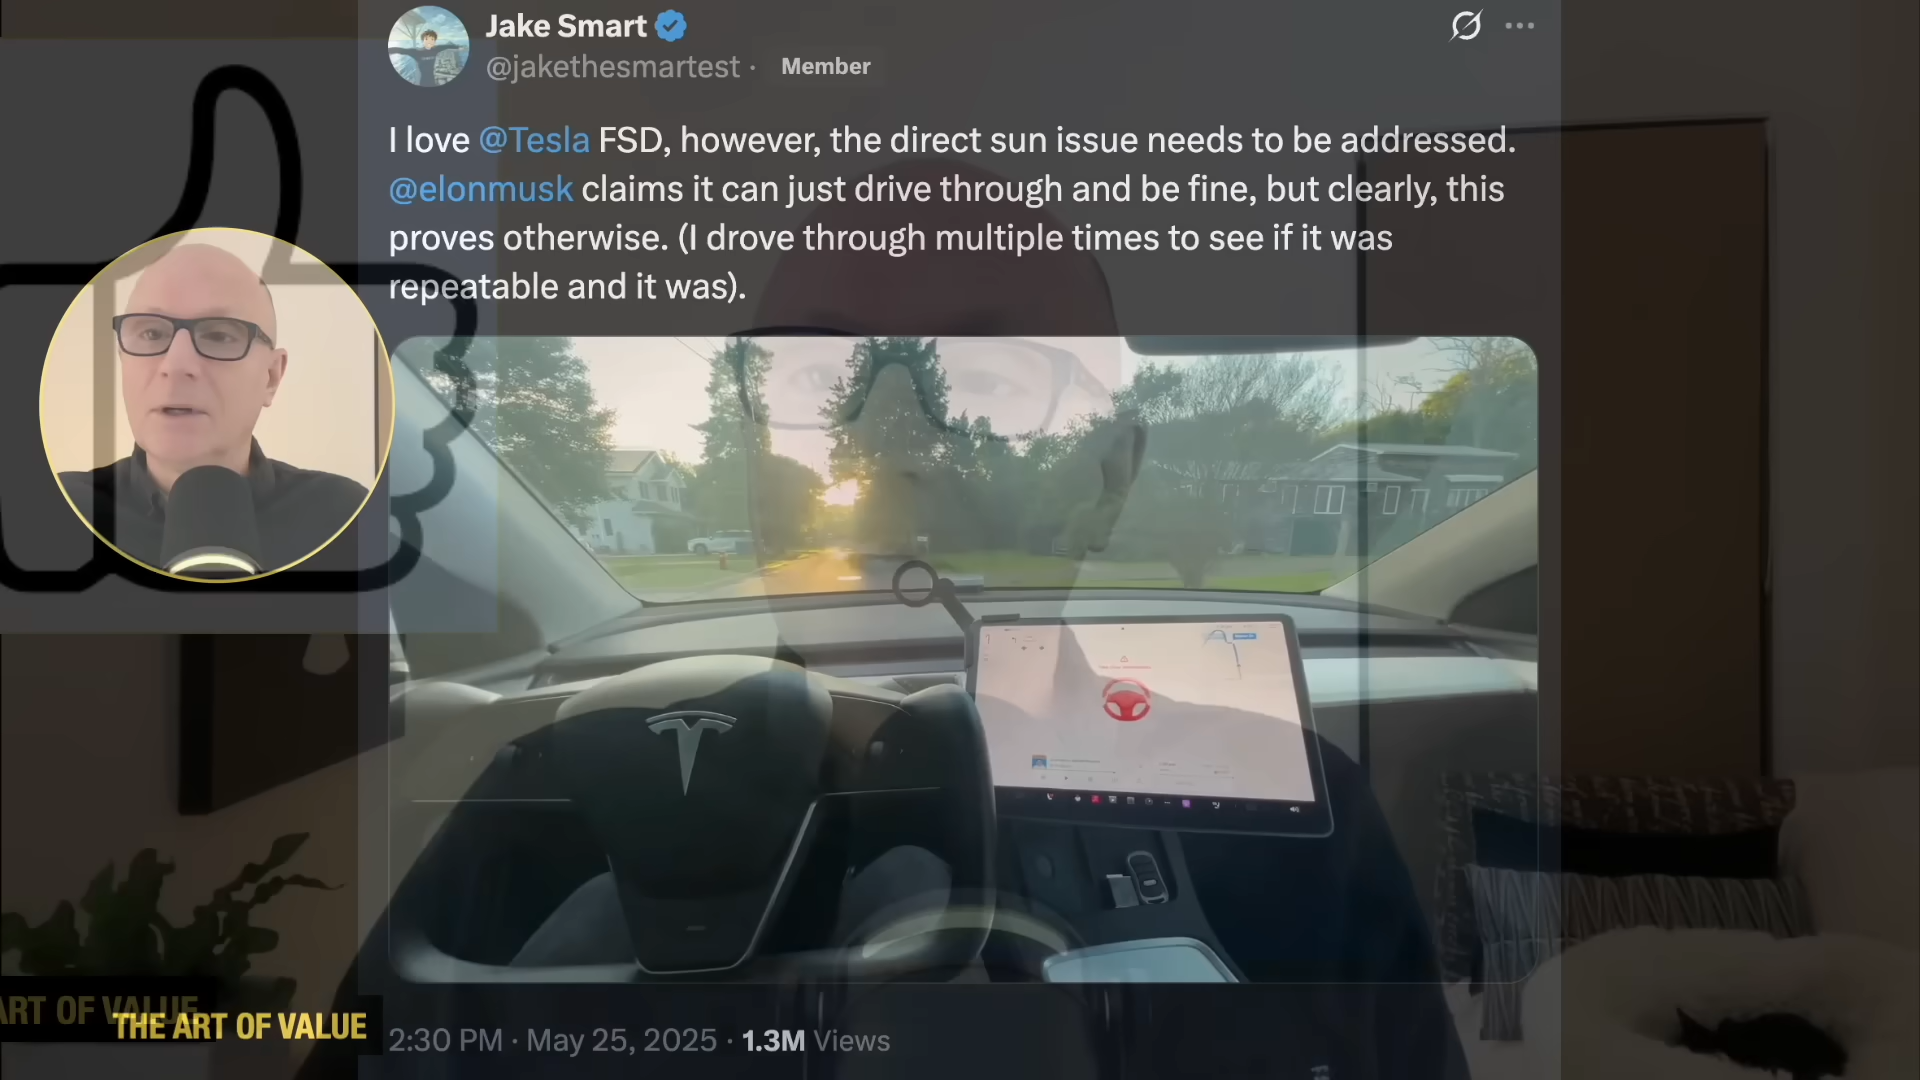 Jake Smart
@jakethesmartest · Member
I love @Tesla FSD, however, the direct sun issue needs to be addressed.
@elonmusk claims it can just drive through and be fine, but clearly, this
proves otherwise. (I drove through multiple times to see if it was
repeatable and it was).
ART OF VALUE
THE ART OF VALUE
2:30 PM · May 25, 2025 · 1.3M Views